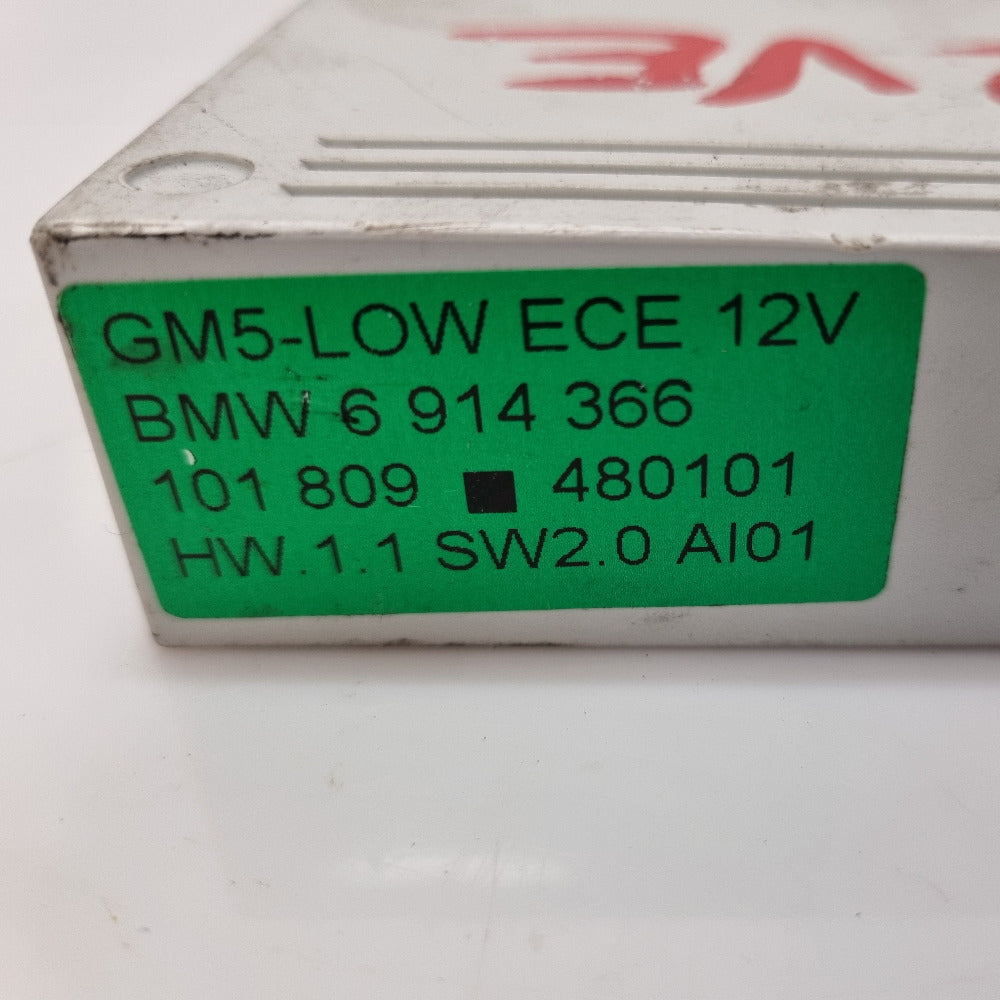 GM5-LOW ECE 12V
BMW 6 914 366
101 809 ■ 480101
HW.1.1 SW2.0 AI01